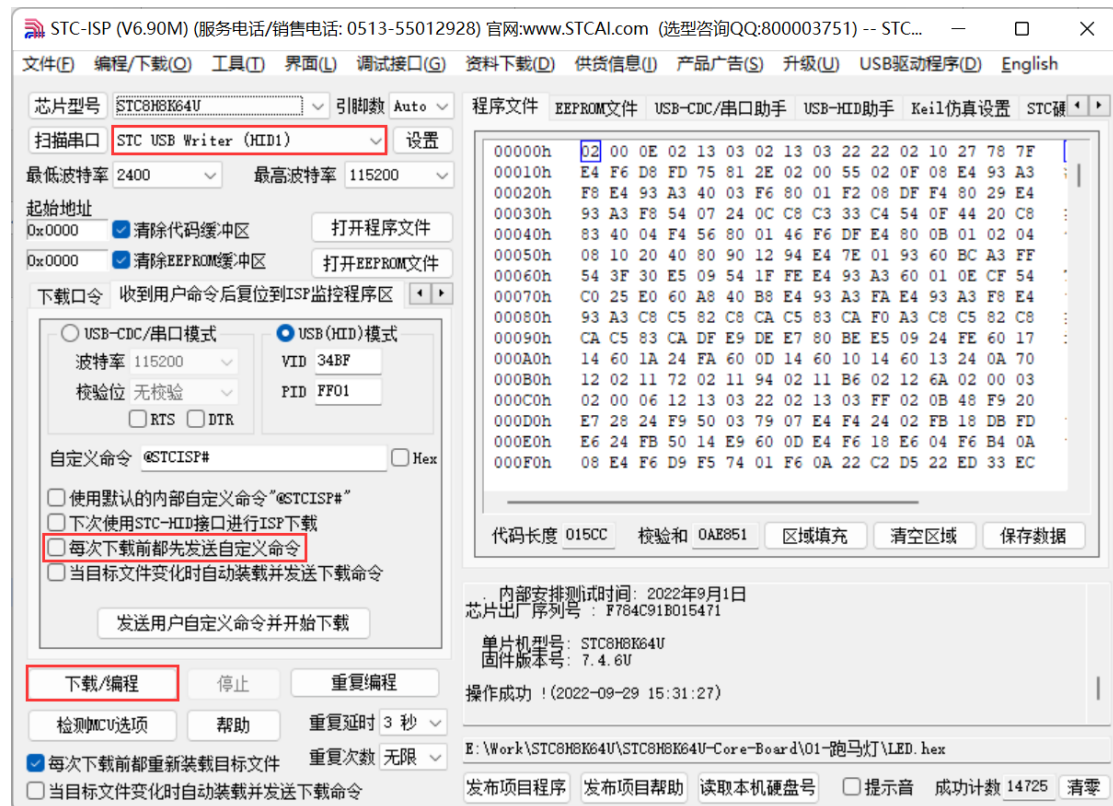 STC-ISP (V6.90M) (服务电话/销售电话: 0513-55012928) 官网:www.STCAI.com (选型咨询QQ:800003751) -- STC...
文件(F) 编程/下载(O) 工具(T) 界面(L) 调试接口(G) 资料下载(D) 供货信息(I) 产品广告(S) 升级(U) USB驱动程序(D) English
芯片型号 STC8H8K64U 引脚数 Auto
扫描串口 STC USB Writer (HID1) 设置
最低波特率 2400 最高波特率 115200
起始地址
0x0000 清除代码缓冲区 打开程序文件
0x0000 清除EEPROM缓冲区 打开EEPROM文件
下载口令 收到用户命令后复位到ISP监控程序区
USB-CDC/串口模式 USB(HID)模式
波特率 115200 VID 34BF
校验位 无校验 PID FF01
RTS DTR
自定义命令 @STCISP# Hex
使用默认的内部自定义命令"@STCISP#"
下次使用STC-HID接口进行ISP下载
每次下载前都先发送自定义命令
当目标文件变化时自动装载并发送下载命令
发送用户自定义命令并开始下载
下载/编程 停止 重复编程
检测MCU选项 帮助 重复延时 3 秒
每次下载前都重新装载目标文件 重复次数 无限
当目标文件变化时自动装载并发送下载命令
程序文件 EEPROM文件 USB-CDC/串口助手 USB-HID助手 Keil仿真设置 STC硬
00000h 02 00 0E 02 13 03 02 13 03 22 22 02 10 27 78 7F
00010h E4 F6 D8 FD 75 81 2E 02 00 55 02 0F 08 E4 93 A3
00020h F8 E4 93 A3 40 03 F6 80 01 F2 08 DF F4 80 29 E4
00030h 93 A3 F8 54 07 24 0C C8 C3 33 C4 54 0F 44 20 C8
00040h 83 40 04 F4 56 80 01 46 F6 DF E4 80 0B 01 02 04
00050h 08 10 20 40 80 90 12 94 E4 7E 01 93 60 BC A3 FF
00060h 54 3F 30 E5 09 54 1F FE E4 93 A3 60 01 0E CF 54
00070h C0 25 E0 60 A8 40 B8 E4 93 A3 FA E4 93 A3 F8 E4
00080h 93 A3 C8 C5 82 C8 CA C5 83 CA F0 A3 C8 C5 82 C8
00090h CA C5 83 CA DF E9 DE E7 80 BE E5 09 24 FE 60 17
000A0h 14 60 1A 24 FA 60 0D 14 60 10 14 60 13 24 0A 70
000B0h 12 02 11 72 02 11 94 02 11 B6 02 12 6A 02 00 03
000C0h 02 00 06 12 13 03 22 02 13 03 FF 02 0B 48 F9 20
000D0h E7 28 24 F9 50 03 79 07 E4 F4 24 02 FB 18 DB FD
000E0h E6 24 FB 50 14 E9 60 0D E4 F6 18 E6 04 F6 B4 0A
000F0h 08 E4 F6 D9 F5 74 01 F6 0A 22 C2 D5 22 ED 33 EC
代码长度 015CC 校验和 0AE851 区域填充 清空区域 保存数据
. 内部安排测试时间: 2022年9月1日
芯片出厂序列号 : F784C91B015471
单片机型号: STC8H8K64U
固件版本号: 7.4.6U
操作成功 !(2022-09-29 15:31:27)
E:\Work\STC8H8K64U\STC8H8K64U-Core-Board\01-跑马灯\LED.hex
发布项目程序 发布项目帮助 读取本机硬盘号 提示音 成功计数 14725 清零